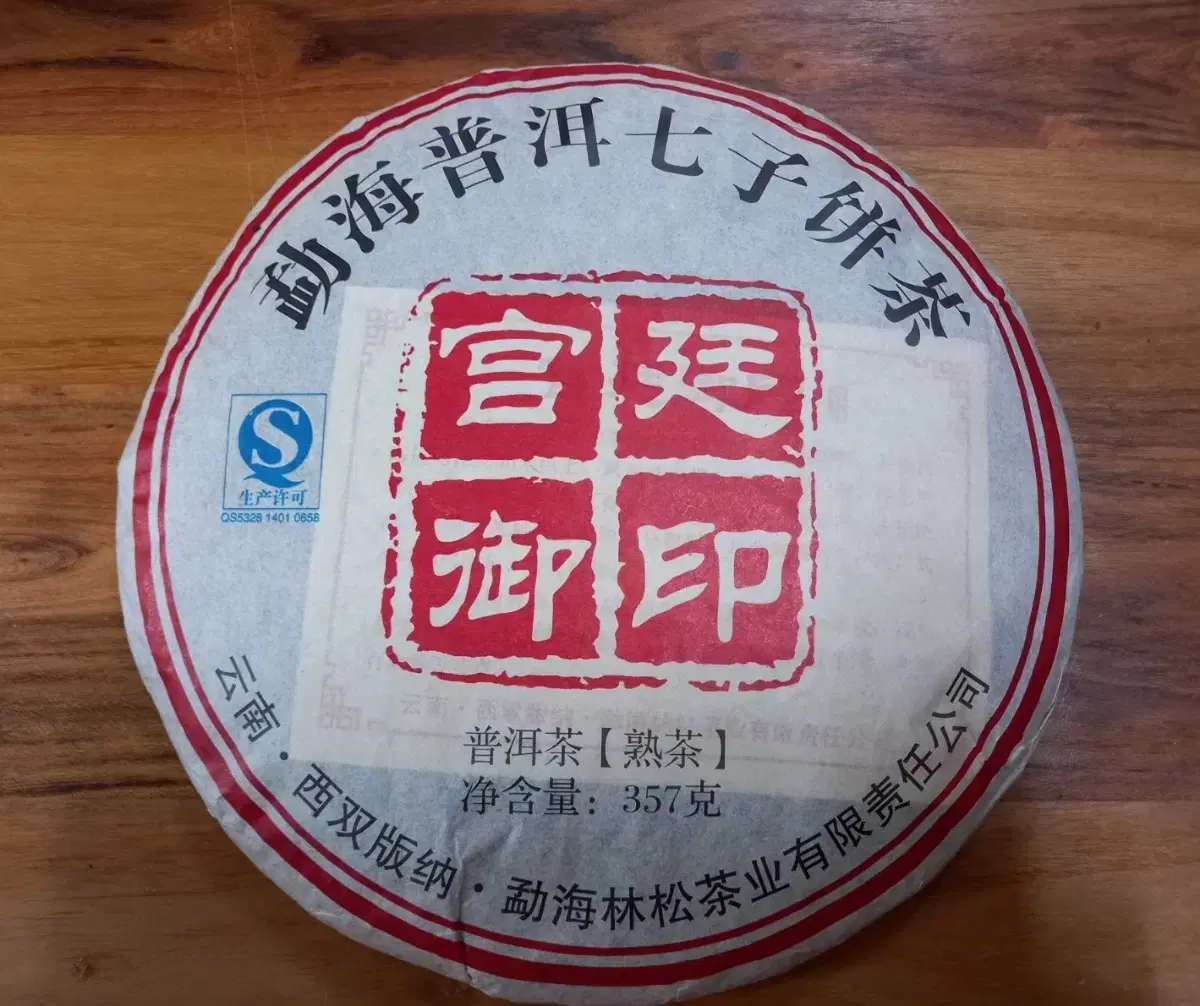 勐海普洱七子饼茶
宫廷
御印
S
生产许可
QS5328 1401 0656
普洱茶【熟茶】
净含量：357克
云南·西双版纳·勐海林松茶业有限责任公司